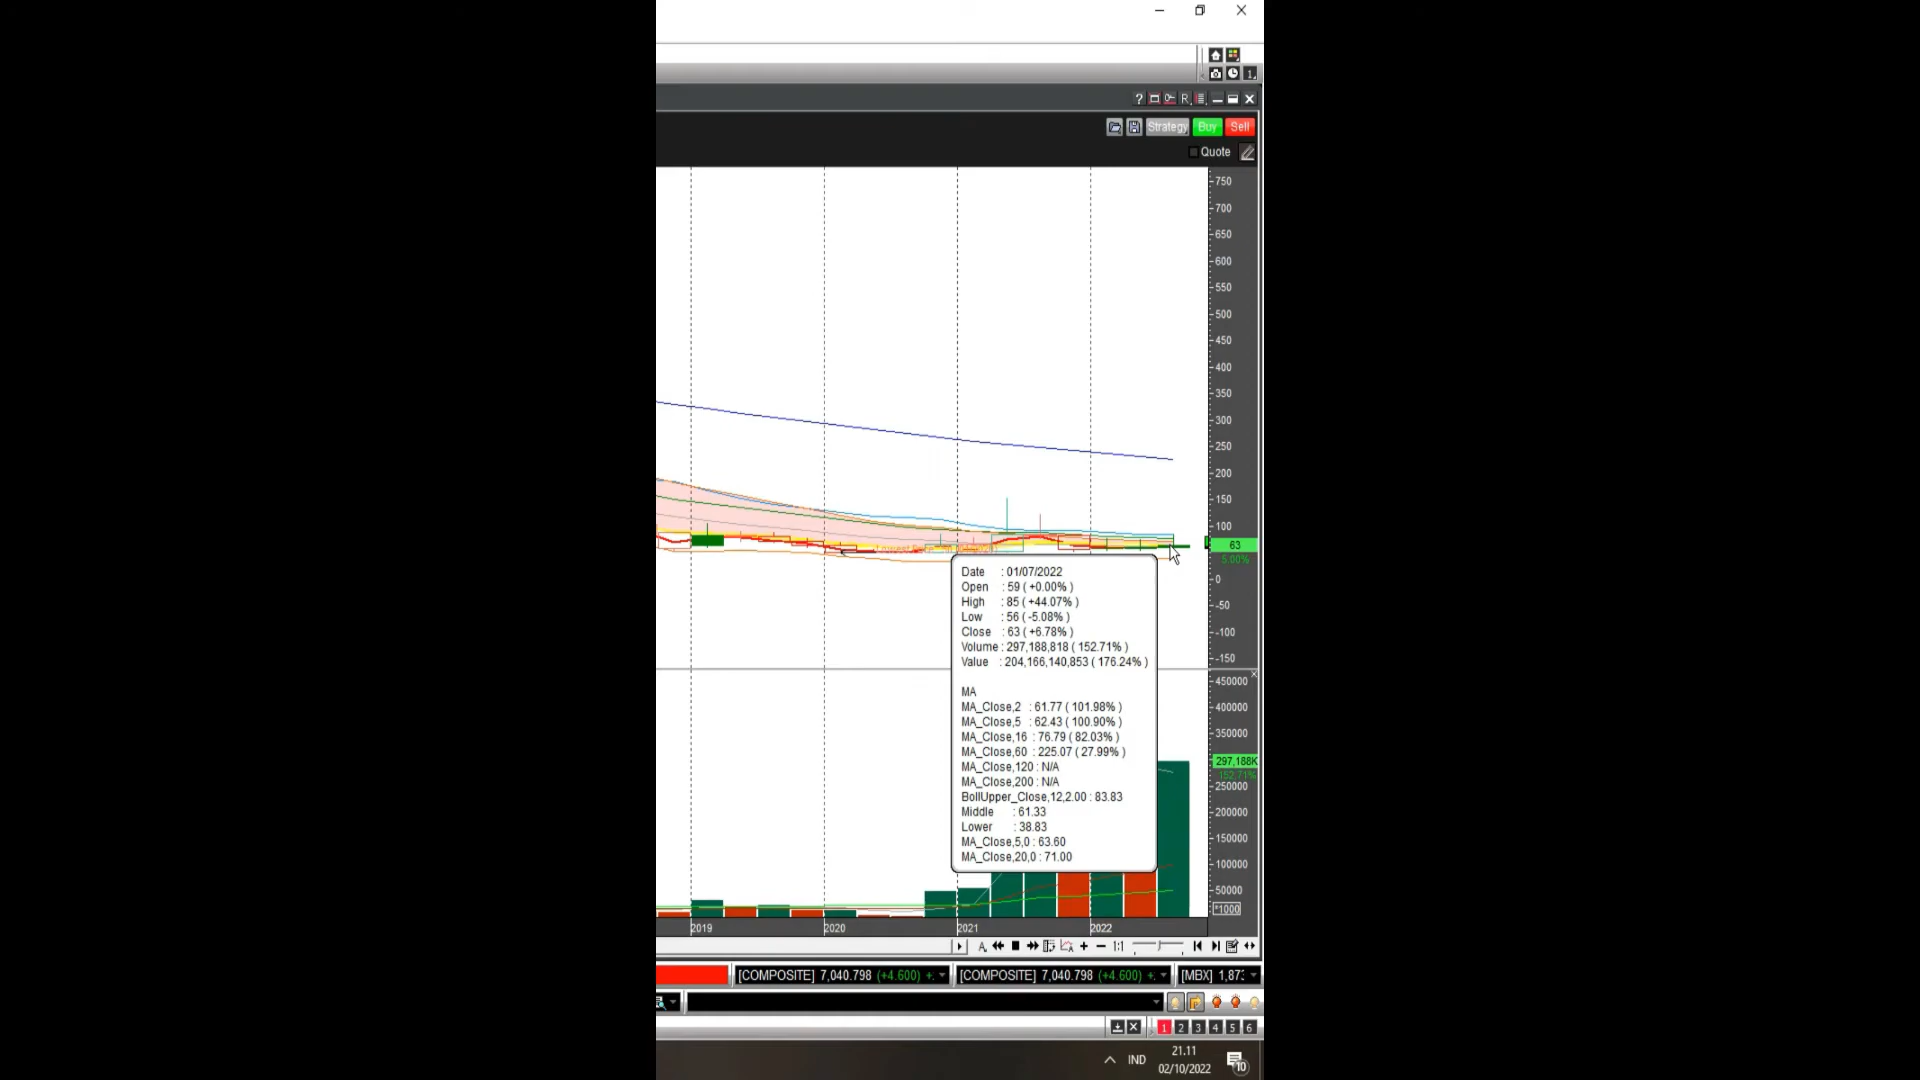 ? R
Strategy Buy Sell
Quote
750
700
650
600
550
500
450
400
350
300
250
200
150
100
63
5.00%
0
-50
-100
-150
Date : 01/07/2022
Open : 59 ( +0.00% )
High : 85 ( +44.07% )
Low : 56 ( -5.08% )
Close : 63 ( +6.78% )
Volume : 297,188,818 ( 152.71% )
Value : 204,166,140,853 ( 176.24% )
MA
MA_Close,2 : 61.77 ( 101.98% )
MA_Close,5 : 62.43 ( 100.90% )
MA_Close,16 : 76.79 ( 82.03% )
MA_Close,60 : 225.07 ( 27.99% )
MA_Close,120 : N/A
MA_Close,200 : N/A
BollUpper_Close,12,2.00 : 83.83
Middle : 61.33
Lower : 38.83
MA_Close,5,0 : 63.60
MA_Close,20,0 : 71.00
450000
400000
350000
297,188K
152.71%
250000
200000
150000
100000
50000
*1000
2019 2020 2021 2022
A 1:1
[COMPOSITE] 7,040.798 (+4.600) +. [COMPOSITE] 7,040.798 (+4.600) +. [MBX] 1,87
1 2 3 4 5 6
IND 21.11
02/10/2022
10